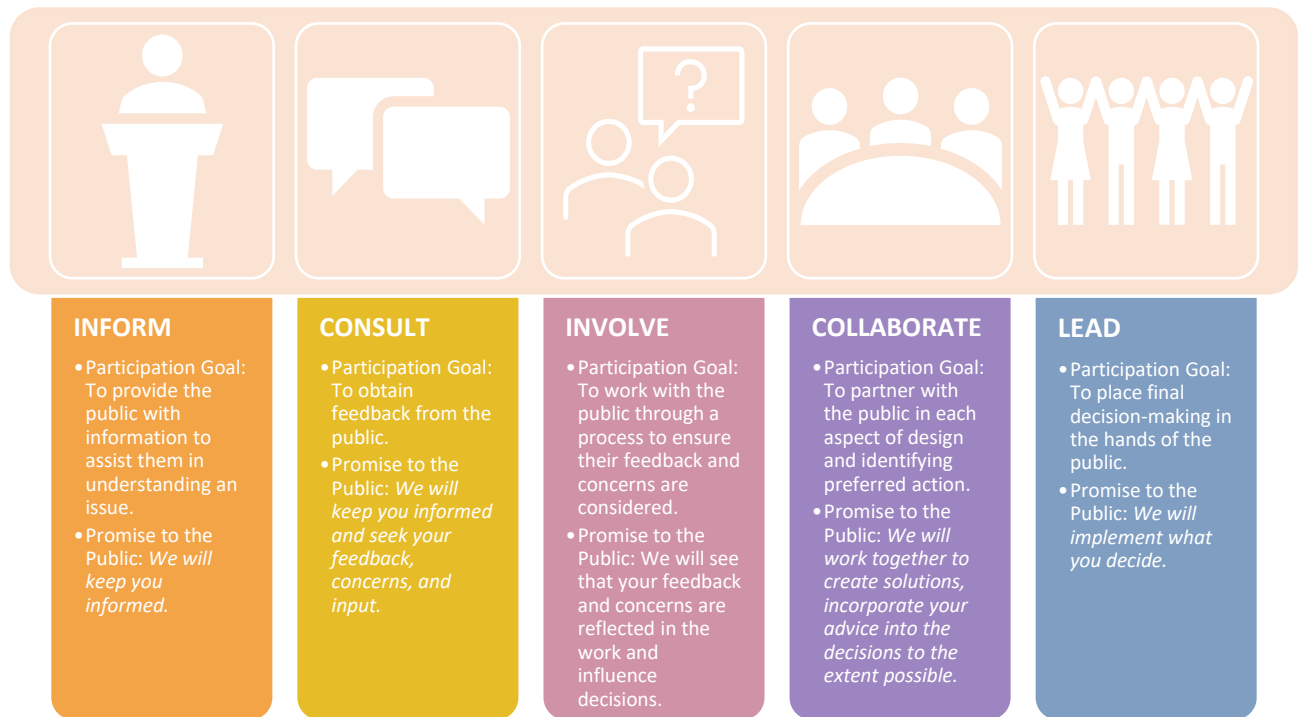 INFORM
•Participation Goal:
To provide the
public with
information to
assist them in
understanding an
issue.
•Promise to the
Public: We will
keep you
informed.
CONSULT
•Participation Goal:
To obtain
feedback from the
public.
•Promise to the
Public: We will
keep you informed
and seek your
feedback,
concerns, and
input.
INVOLVE
•Participation Goal:
To work with the
public through a
process to ensure
their feedback and
concerns are
considered.
•Promise to the
Public: We will see
that your feedback
and concerns are
reflected in the
work and
influence
decisions.
COLLABORATE
•Participation Goal:
To partner with
the public in each
aspect of design
and identifying
preferred action.
•Promise to the
Public: We will
work together to
create solutions,
incorporate your
advice into the
decisions to the
extent possible.
LEAD
•Participation Goal:
To place final
decision-making in
the hands of the
public.
•Promise to the
Public: We will
implement what
you decide.
?